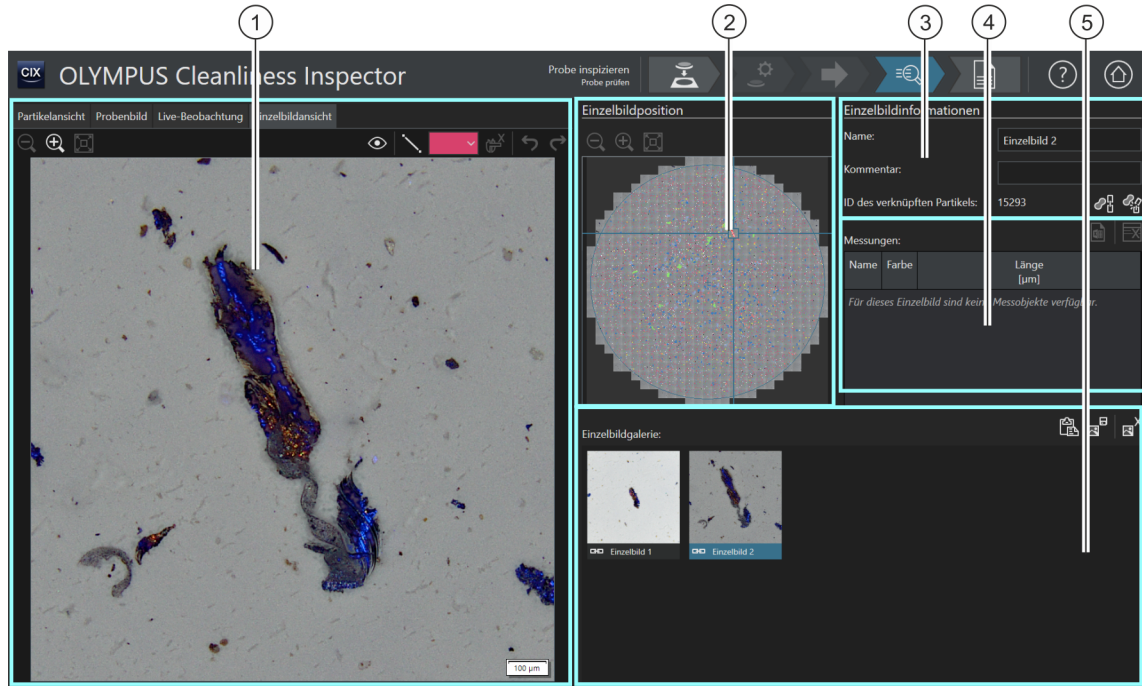 1
2
3
4
5
CIX
OLYMPUS Cleanliness Inspector
Probe inspizieren
Probe prüfen
?
Partikelansicht Probenbild Live-Beobachtung Einzelbildansicht
100 µm
Einzelbildposition
Einzelbildinformationen
Name: Einzelbild 2
Kommentar:
ID des verknüpften Partikels: 15293
Messungen:
Name Farbe Länge
[µm]
Für dieses Einzelbild sind keine Messobjekte verfügbar.
Einzelbildgalerie:
Einzelbild 1 Einzelbild 2